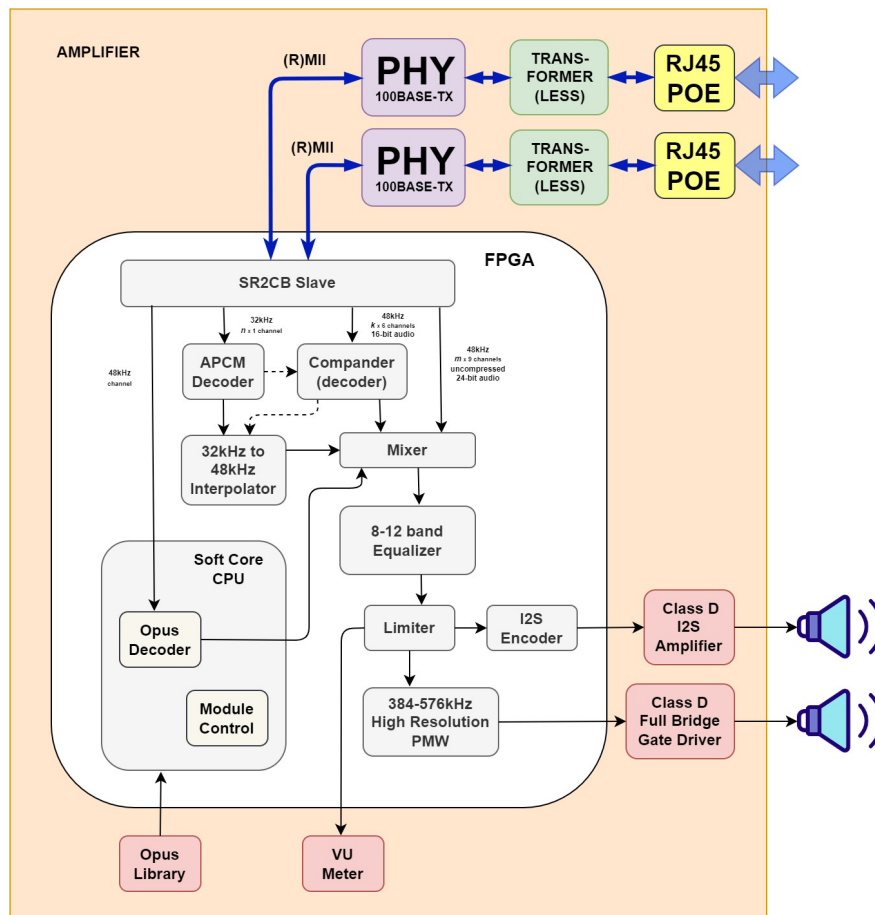 AMPLIFIER
(R)MII
PHY
100BASE-TX
TRANS-
FORMER
(LESS)
RJ45
POE
(R)MII
PHY
100BASE-TX
TRANS-
FORMER
(LESS)
RJ45
POE
FPGA
SR2CB Slave
32kHz
n x 1 channel
48kHz
k x 6 channels
16-bit audio
48kHz
m x 9 channels
uncompressed
24-bit audio
48kHz
channel
APCM
Decoder
Compander
(decoder)
32kHz to
48kHz
Interpolator
Mixer
8-12 band
Equalizer
Soft Core
CPU
Opus
Decoder
Module
Control
Limiter
I2S
Encoder
Class D
I2S
Amplifier
384-576kHz
High Resolution
PMW
Class D
Full Bridge
Gate Driver
Opus
Library
VU
Meter